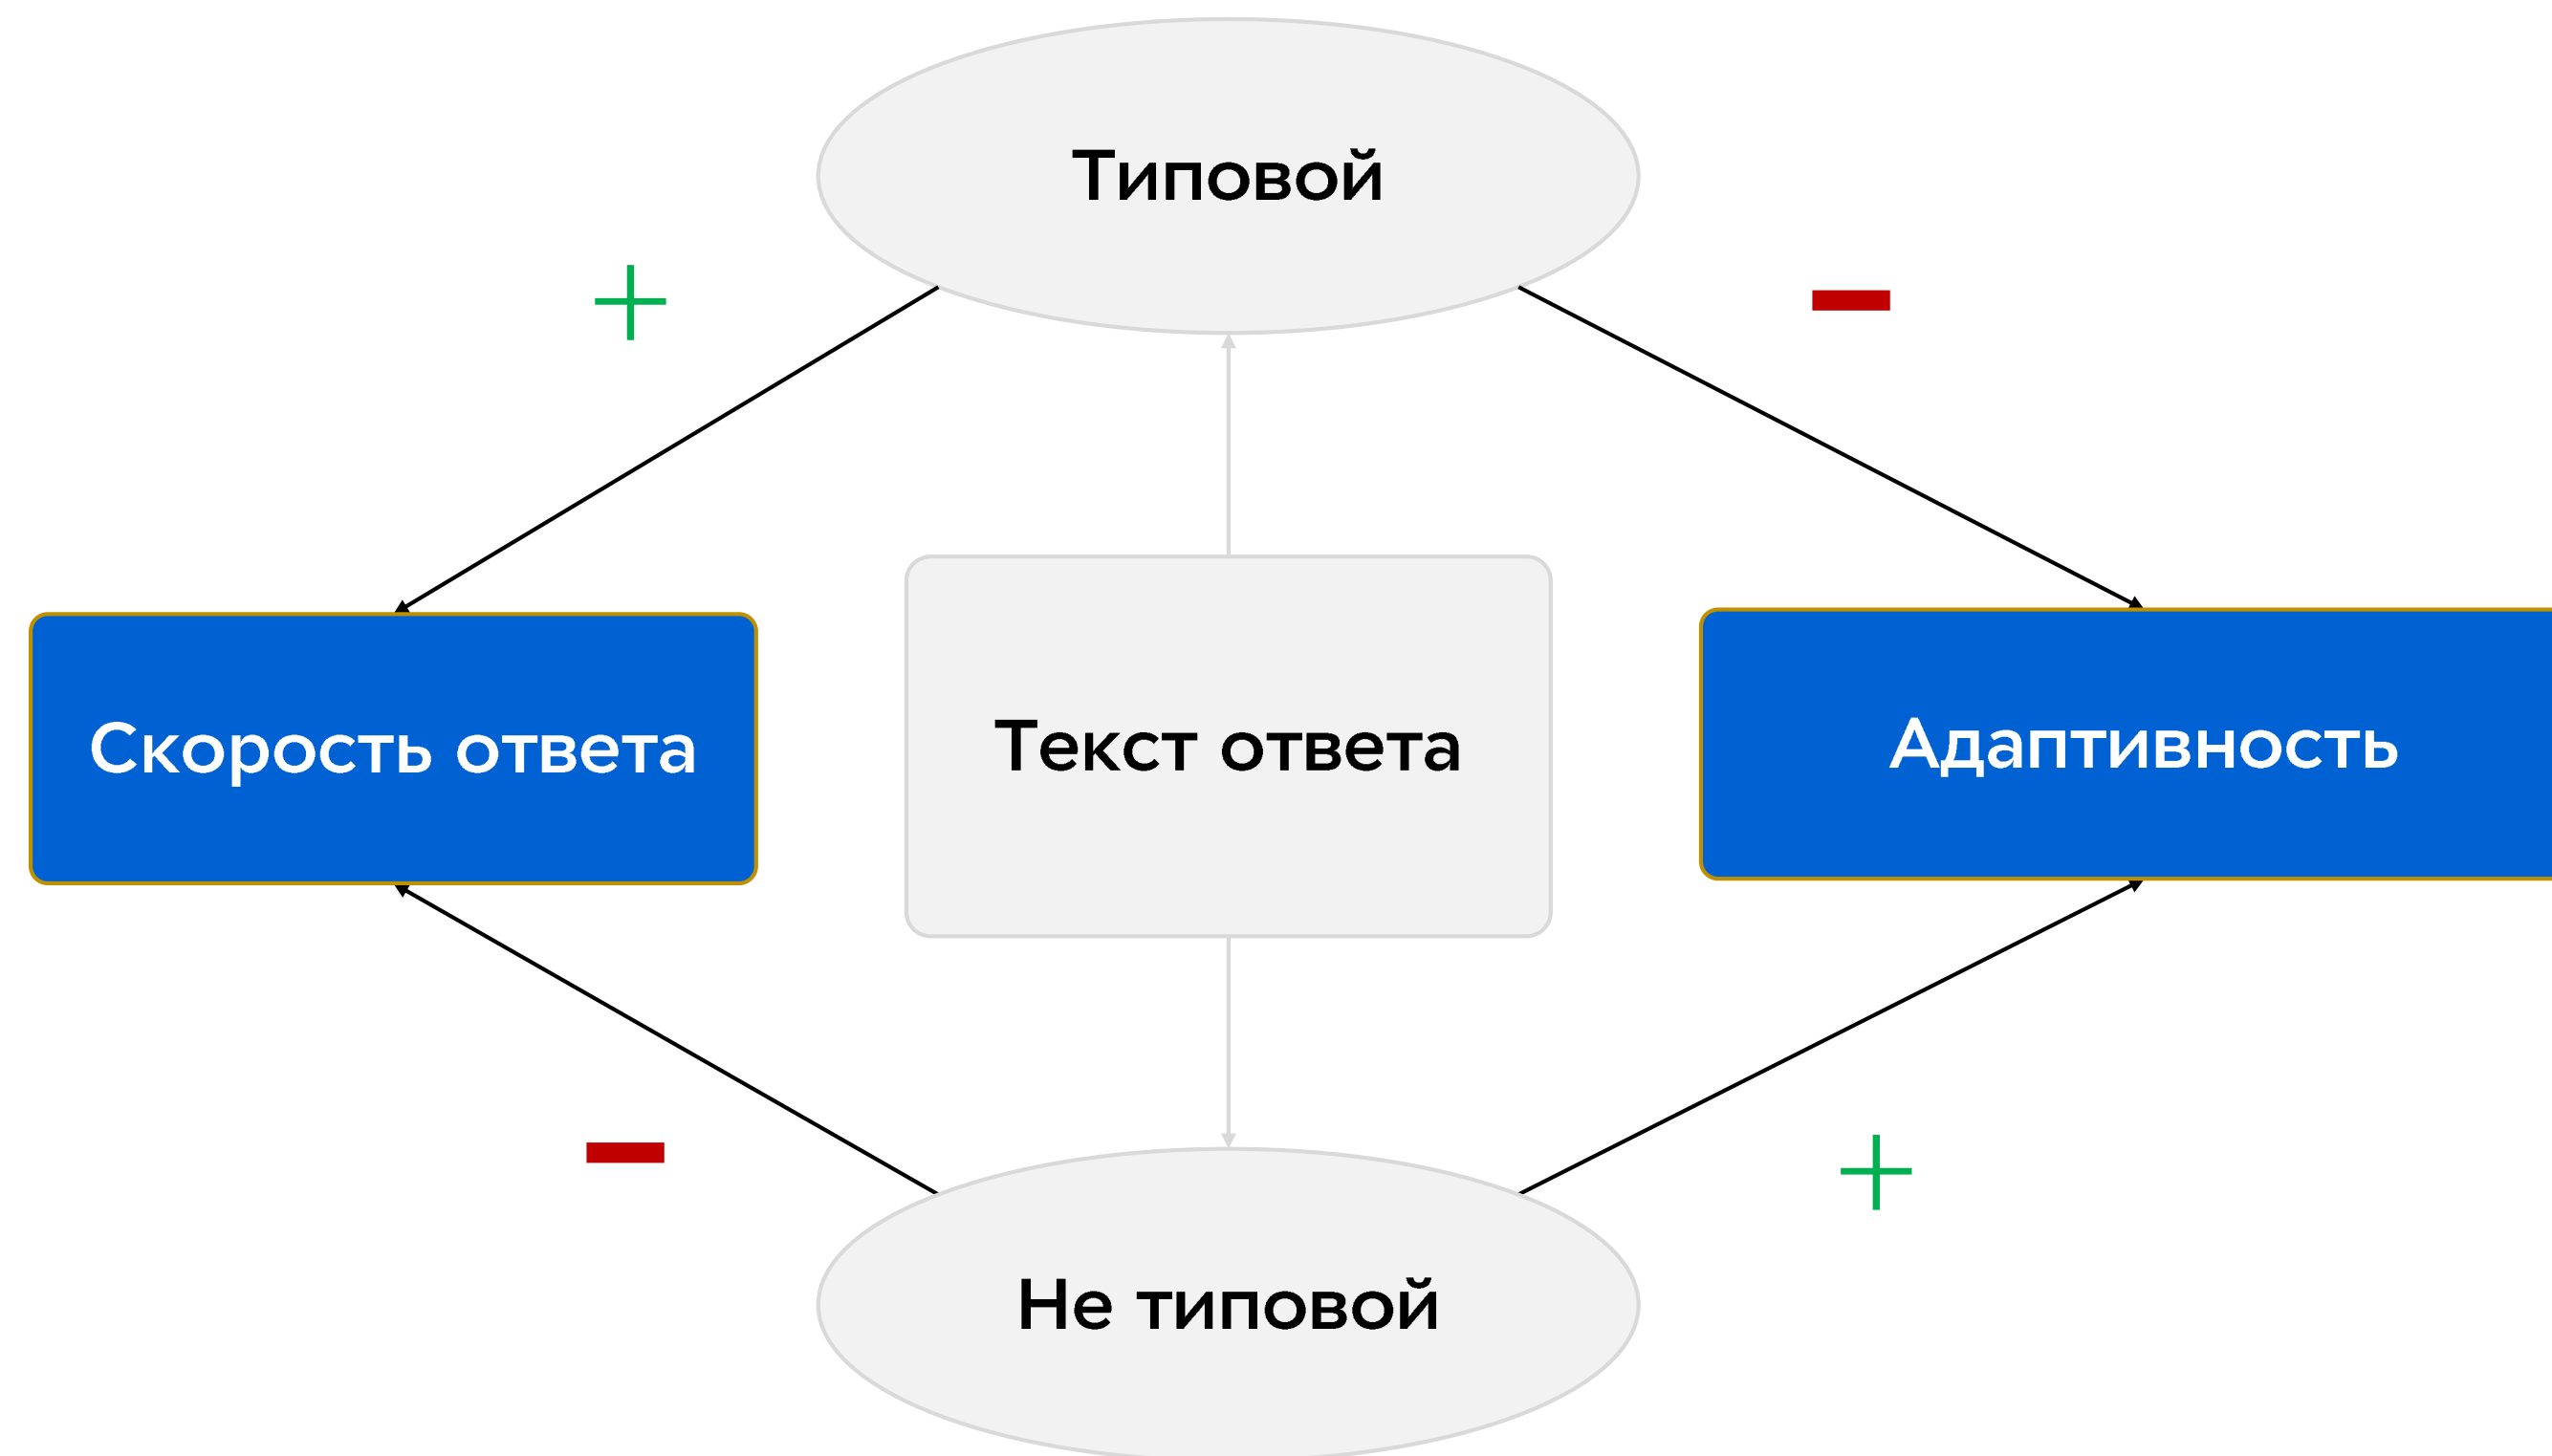 Типовой
+
−
Скорость ответа
Текст ответа
Адаптивность
−
+
Не типовой